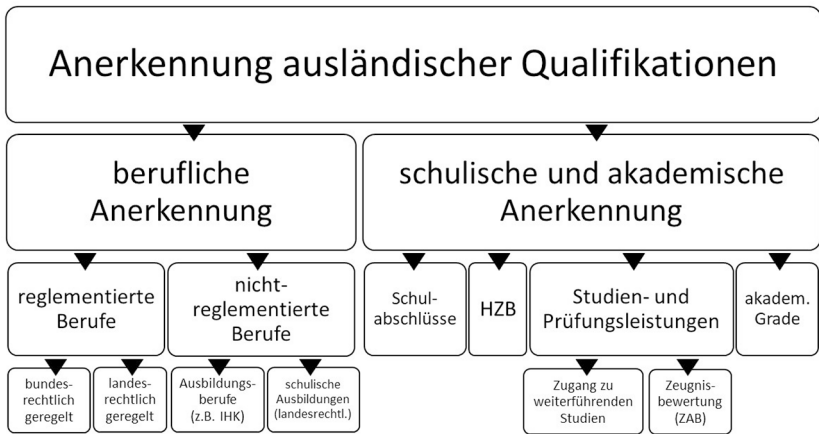 Anerkennung ausländischer Qualifikationen
berufliche
Anerkennung
schulische und akademische
Anerkennung
reglementierte
Berufe
nicht-
reglementierte
Berufe
Schul-
abschlüsse
HZB
Studien- und
Prüfungsleistungen
akadem.
Grade
bundes-
rechtlich
geregelt
landes-
rechtlich
geregelt
Ausbildungs-
berufe
(z.B. IHK)
schulische
Ausbildungen
(landesrechtl.)
Zugang zu
weiterführenden
Studien
Zeugnis-
bewertung
(ZAB)